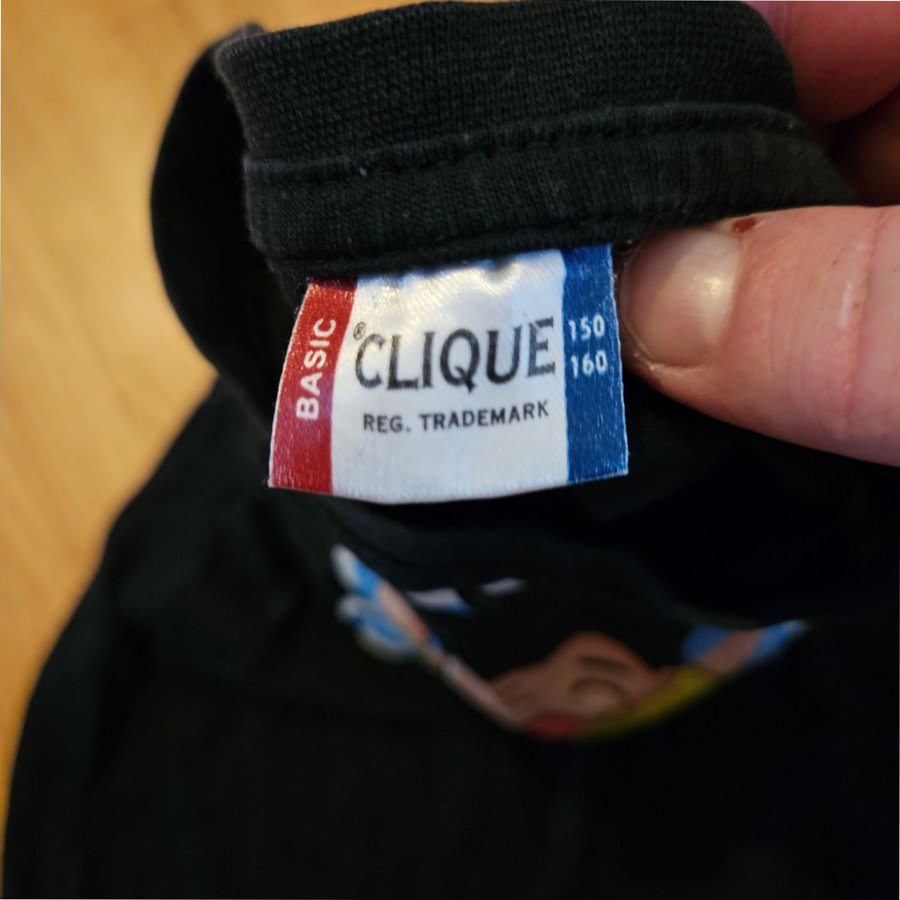 BASIC
®CLIQUE
REG. TRADEMARK
150
160